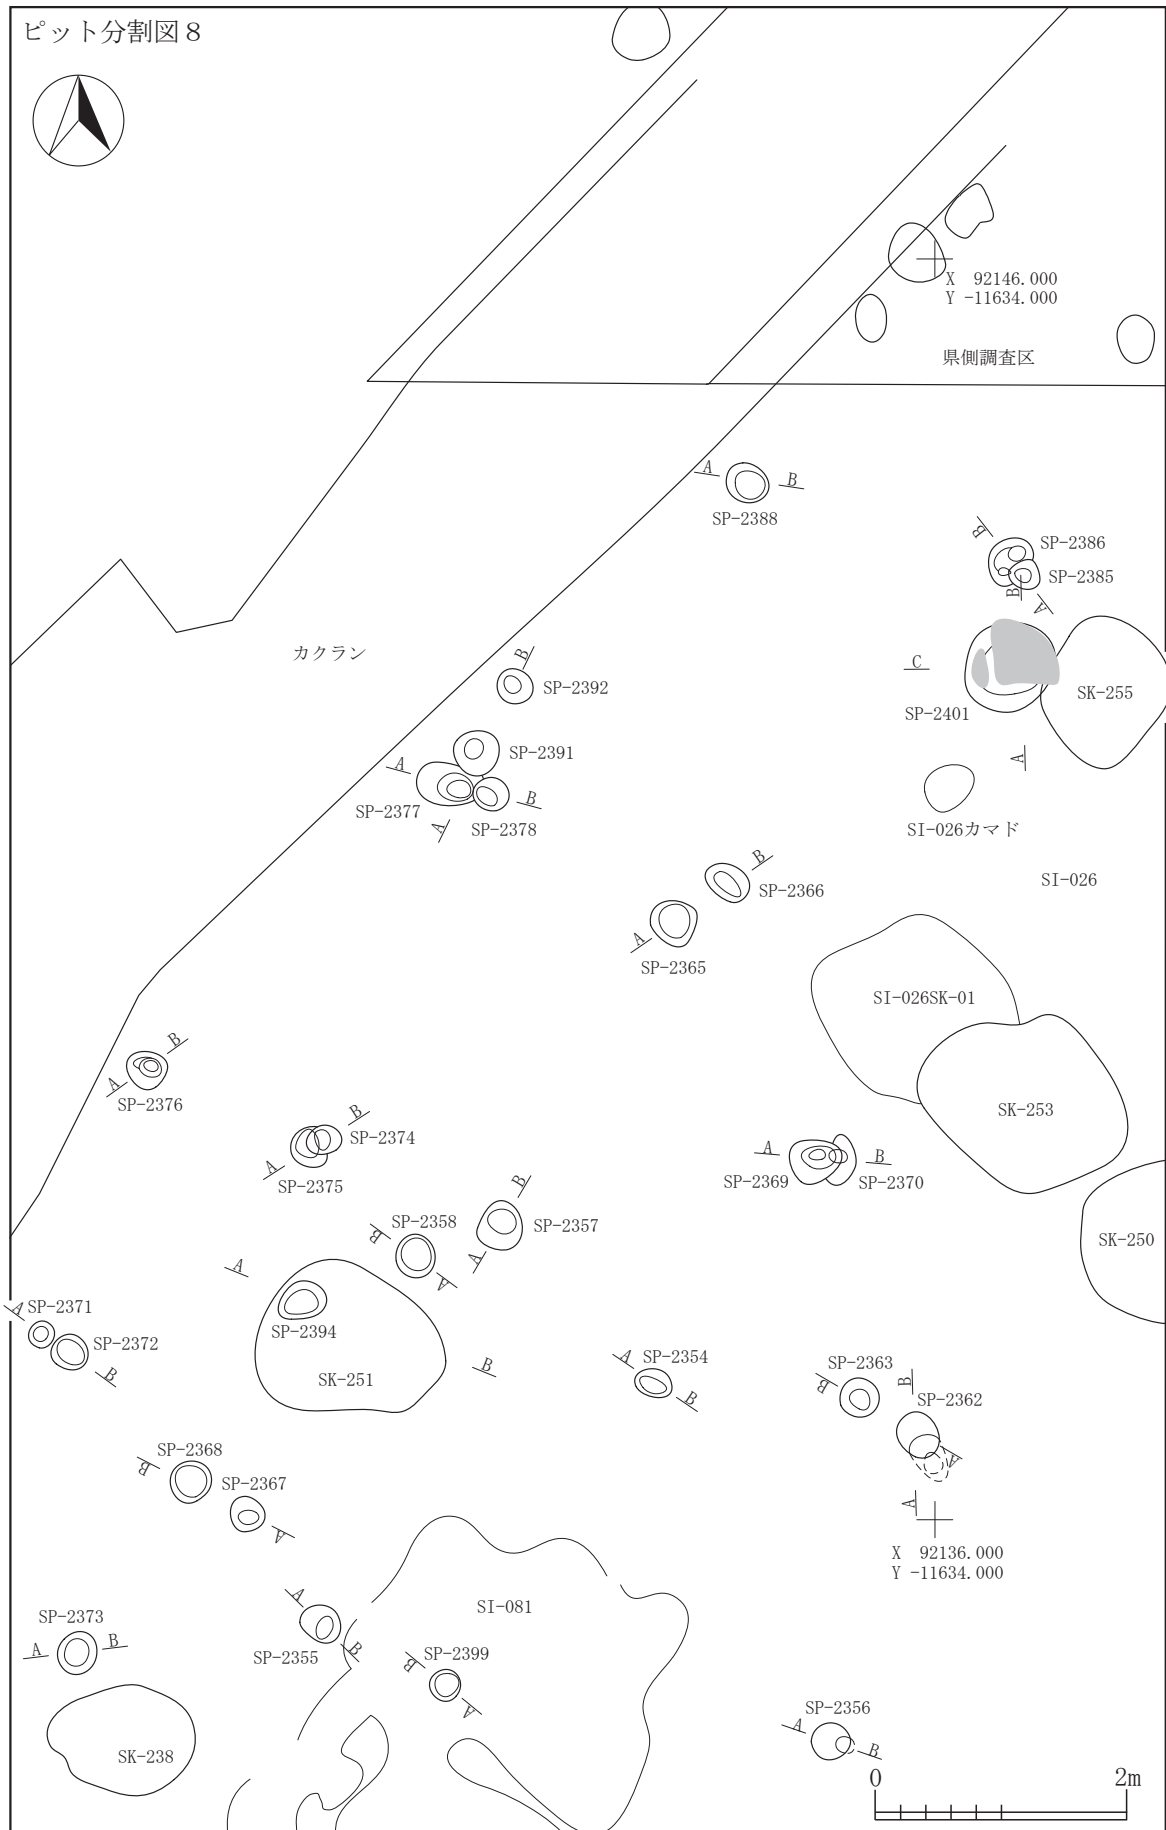 ピット分割図8
X 92146.000
Y -11634.000
県側調査区
A
B
SP-2388
B
SP-2386
SP-2385
B
A
カクラン
B
SP-2392
C
SP-2401
SK-255
SP-2391
A
A
SP-2377
B
SP-2378
A
SI-026カマド
B
SP-2366
SI-026
A
SP-2365
SI-026SK-01
B
A
SP-2376
SK-253
B
SP-2374
A
SP-2375
A
B
SP-2369
SP-2370
B
SP-2358
B
SP-2357
A
A
SK-250
A
A
SP-2371
SP-2394
SP-2372
B
SK-251
B
A
SP-2354
B
SP-2363
B
B
SP-2362
A
A
SP-2368
B
SP-2367
A
X 92136.000
Y -11634.000
A
SI-081
SP-2373
A
B
SP-2355
B
SP-2399
B
A
SP-2356
A
B
SK-238
0
2m